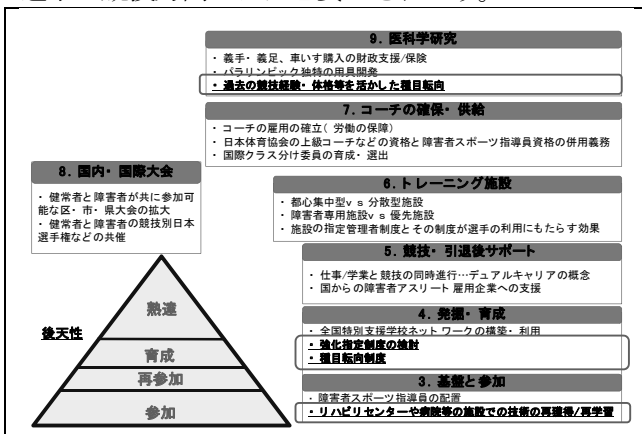 9. 医科学研究
・ 義手・義足、車いす購入の財政支援/保険
・ パラリンピック独特の用具開発
・ 過去の競技経験・体格等を活かした種目転向
7. コーチの確保・供給
・ コーチの雇用の確立( 労働の保障)
・ 日本体育協会の上級コーチなどの資格と障害者スポーツ指導員資格の併用義務
・ 国際クラス分け委員の育成・選出
8. 国内・国際大会
・ 健常者と障害者が共に参加可
能な区・市・県大会の拡大
・ 健常者と障害者の競技別日本
選手権などの共催
6. トレーニング施設
・ 都心集中型ｖｓ分散型施設
・ 障害者専用施設ｖｓ優先施設
・ 施設の指定管理者制度とその制度が選手の利用にもたらす効果
5. 競技・引退後サポート
・ 仕事/学業と競技の同時進行…デュアルキャリアの概念
・ 国からの障害者アスリート雇用企業への支援
4. 発掘・育成
・ 全国特別支援学校ネットワークの構築・利用
・ 強化指定制度の検討
・ 種目転向制度
3. 基盤と参加
・ 障害者スポーツ指導員の配置
・ リハビリセンターや病院等の施設での技術の再獲得/再学習
後天性
熟達
育成
再参加
参加